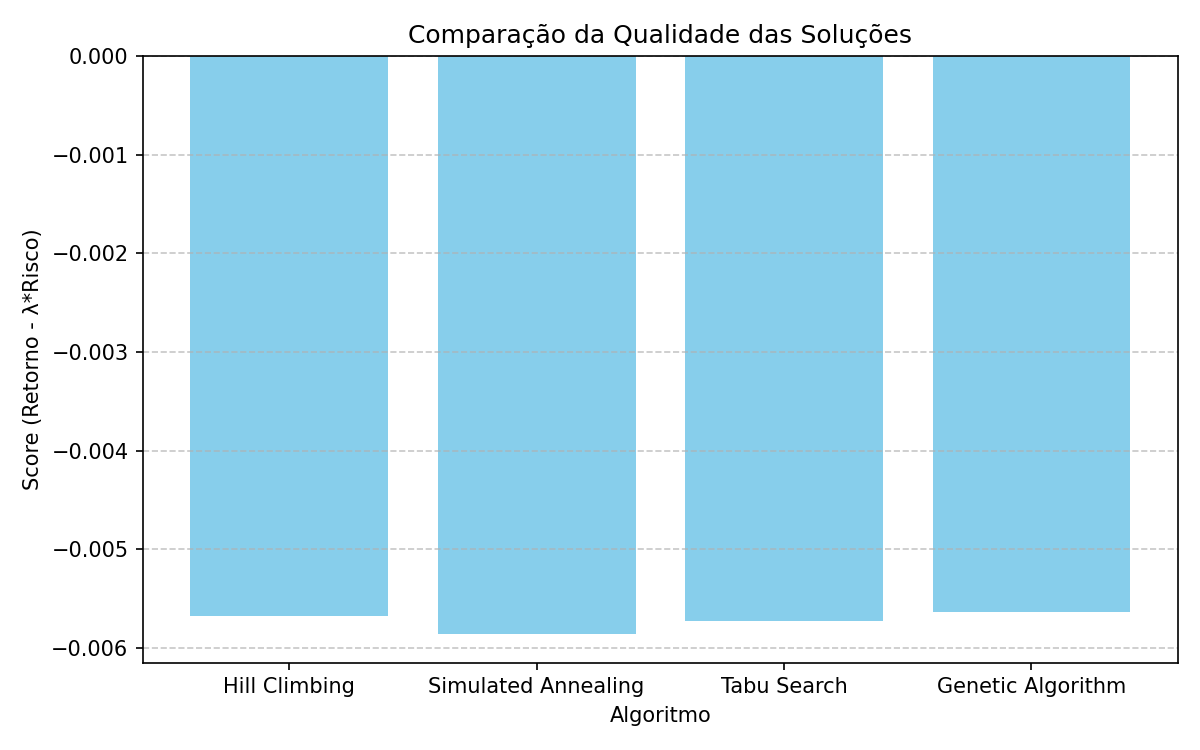 Comparação da Qualidade das Soluções
Score (Retorno - λ*Risco)
0.000
−0.001
−0.002
−0.003
−0.004
−0.005
−0.006
Hill Climbing
Simulated Annealing
Tabu Search
Genetic Algorithm
Algoritmo